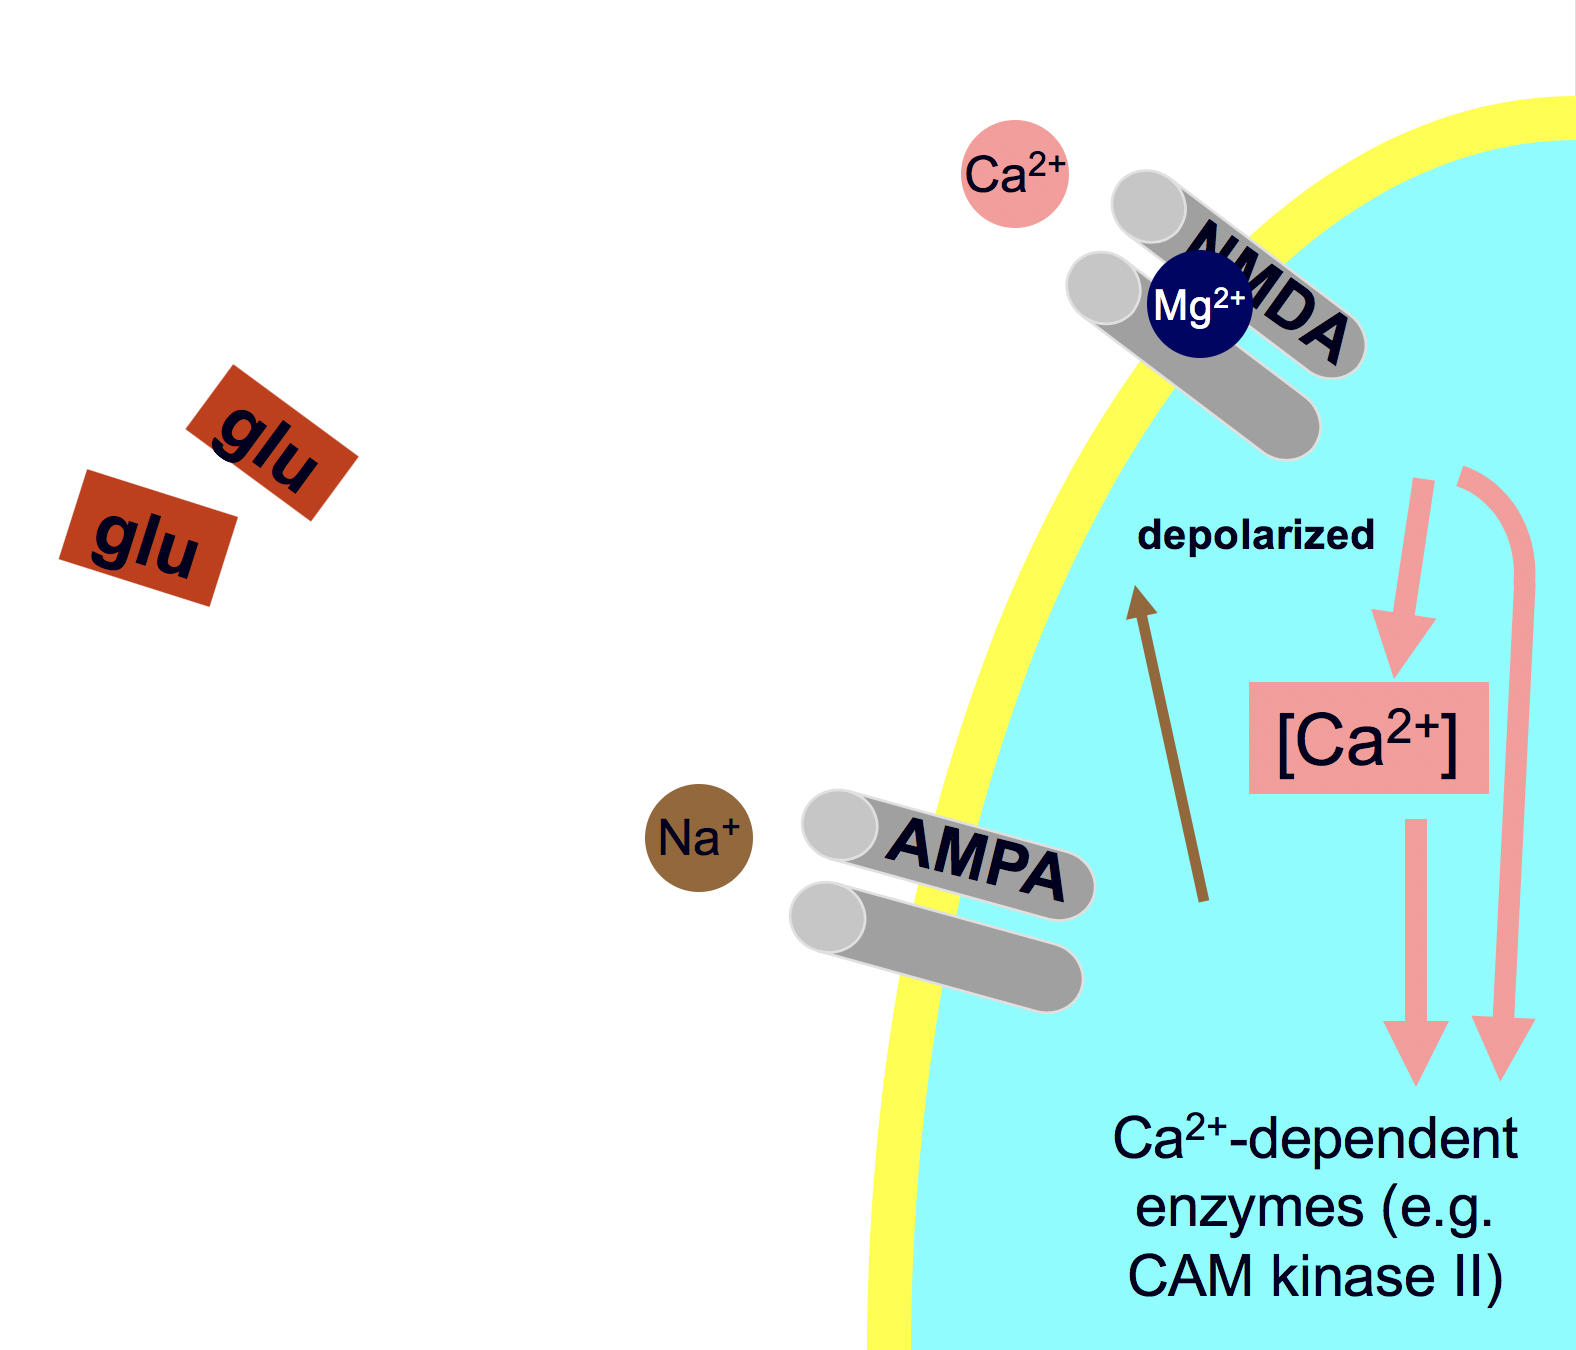 Ca²⁺
NMDA
Mg²⁺
glu
glu
depolarized
[Ca²⁺]
Na⁺
AMPA
Ca²⁺-dependent
enzymes (e.g.
CAM kinase II)